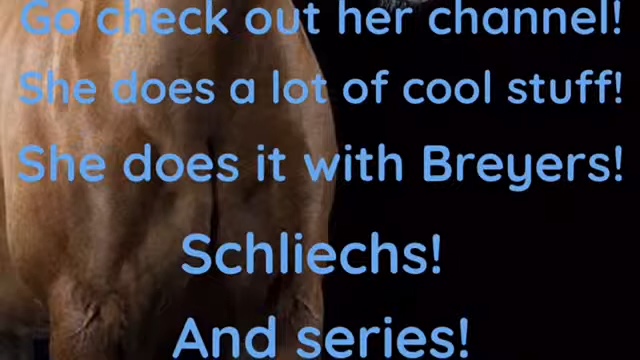 Go check out her channel!
She does a lot of cool stuff!
She does it with Breyers!
Schliechs!
And series!